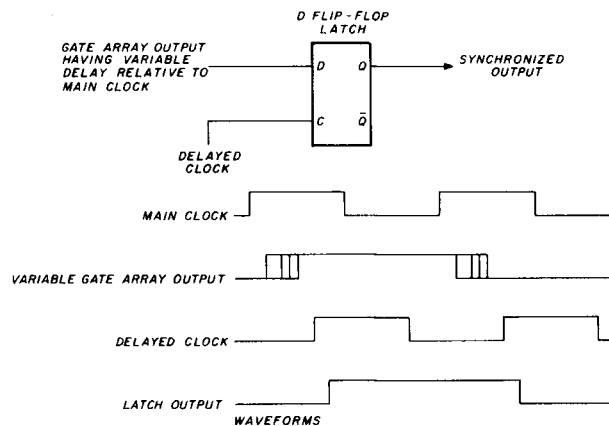 D FLIP-FLOP
LATCH
GATE ARRAY OUTPUT
HAVING VARIABLE
DELAY RELATIVE TO
MAIN CLOCK
D
Q
SYNCHRONIZED
OUTPUT
C
Q̅
DELAYED
CLOCK
MAIN CLOCK
VARIABLE GATE ARRAY OUTPUT
DELAYED CLOCK
LATCH OUTPUT
WAVEFORMS